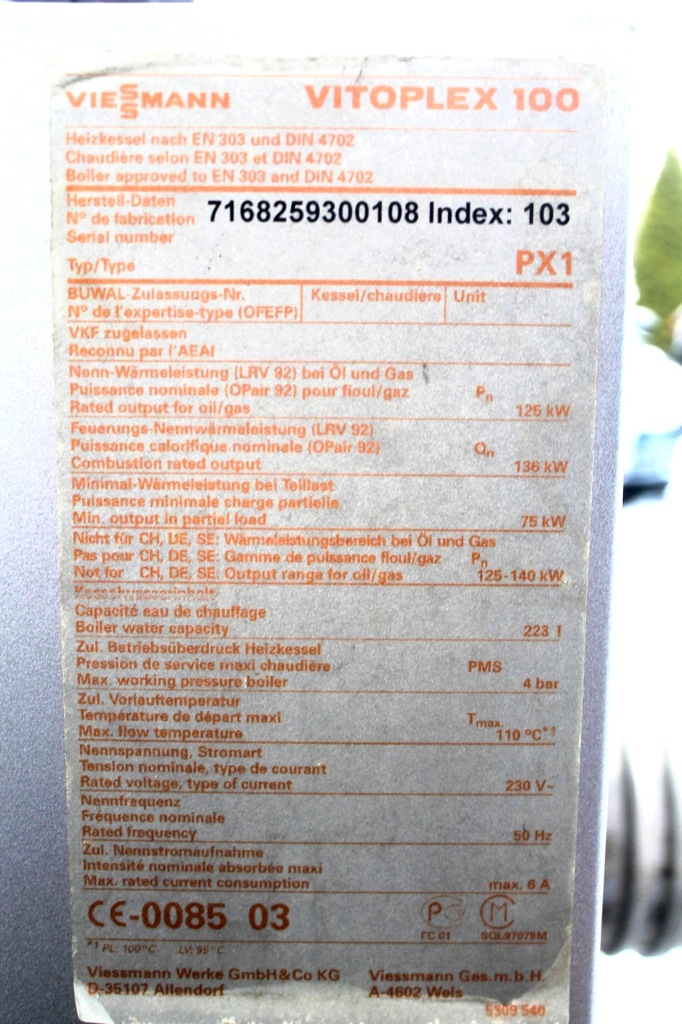 VIESSMANN VITOPLEX 100
Heizkessel nach EN 303 und DIN 4702
Chaudière selon EN 303 et DIN 4702
Boiler approved to EN 303 and DIN 4702
Herstell-Daten
N° de fabrication 7168259300108 Index: 103
Serial number
Typ/Type PX1
BUWAL-Zulassungs-Nr. Kessel/chaudière Unit
N° de l'expertise-type (OFEFP)
VKF zugelassen
Reconnu par l'AEAI
Nenn-Wärmeleistung (LRV 92) bei Öl und Gas
Puissance nominale (OPair 92) pour fioul/gaz Pn
Rated output for oil/gas 125 kW
Feuerungs-Nennwärmeleistung (LRV 92)
Puissance calorifique nominale (OPair 92) Qn
Combustion rated output 136 kW
Minimal-Wärmeleistung bei Teillast
Puissance minimale charge partielle
Min. output in partial load 75 kW
Nicht für CH, DE, SE: Wärmeleistungsbereich bei Öl und Gas
Pas pour CH, DE, SE: Gamme de puissance fioul/gaz Pn
Not for CH, DE, SE: Output range for oil/gas 125-140 kW
Kesselwasserinhalt
Capacité eau de chauffage
Boiler water capacity 223 l
Zul. Betriebsüberdruck Heizkessel
Pression de service maxi chaudière PMS
Max. working pressure boiler 4 bar
Zul. Vorlauftemperatur
Température de départ maxi Tmax.
Max. flow temperature 110 °C*1
Nennspannung, Stromart
Tension nominale, type de courant
Rated voltage, type of current 230 V~
Nennfrequenz
Fréquence nominale
Rated frequency 50 Hz
Zul. Nennstromaufnahme
Intensité nominale absorbée maxi
Max. rated current consumption max. 6 A
CE-0085 03
ГС 01 SQL97079M
*1 PL: 100°C LV: 95°C
Viessmann Werke GmbH&Co KG Viessmann Ges.m.b.H.
D-35107 Allendorf A-4602 Wels
5909 540